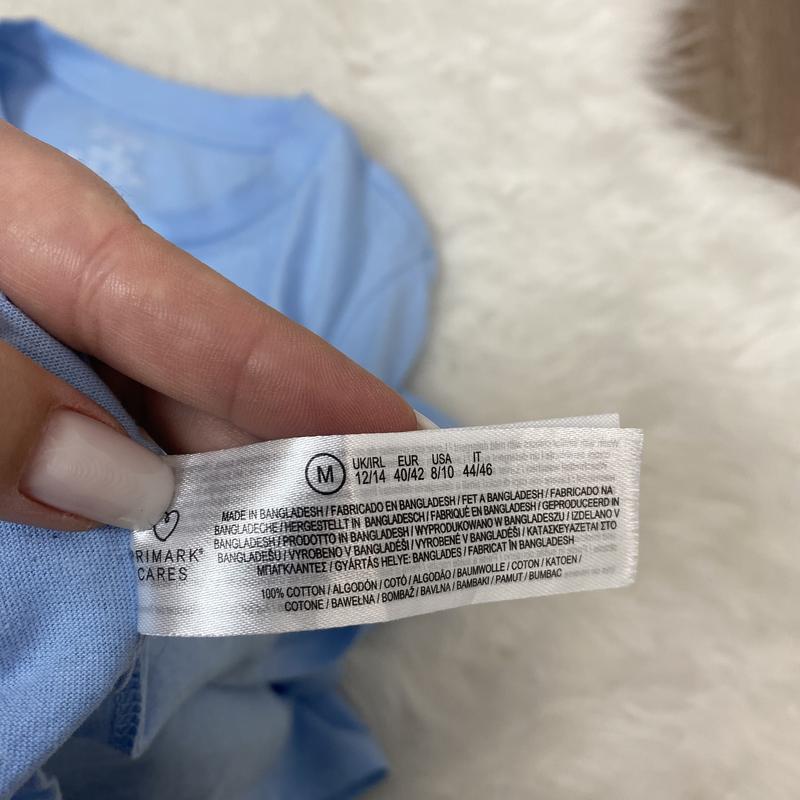 M
UK/IRL EUR USA IT
12/14 40/42 8/10 44/46
MADE IN BANGLADESH / FABRICADO EN BANGLADESH / FET A BANGLADESH / FABRICADO NA
BANGLADECHE / HERGESTELLT IN BANGLADESCH / FABRIQUÉ EN BANGLADESH / GEPRODUCEERD IN
BANGLADESH / PRODOTTO IN BANGLADESH / WYPRODUKOWANO W BANGLADESZU / IZDELANO V
BANGLADEŠU / VYROBENO V BANGLADÉŠI / VYROBENÉ V BANGLADÉŠI / ΚΑΤΑΣΚΕΥΑΖΕΤΑΙ ΣΤΟ
ΜΠΑΓΚΛΑΝΤΕΣ / GYÁRTÁS HELYE: BANGLADES / FABRICAT ÎN BANGLADESH
RIMARK®
CARES
100% COTTON / ALGODÓN / COTÓ / ALGODÃO / BAUMWOLLE / COTON / KATOEN /
COTONE / BAWEŁNA / BOMBAŽ / BAVLNA / BAMBAKI / PAMUT / BUMBAC